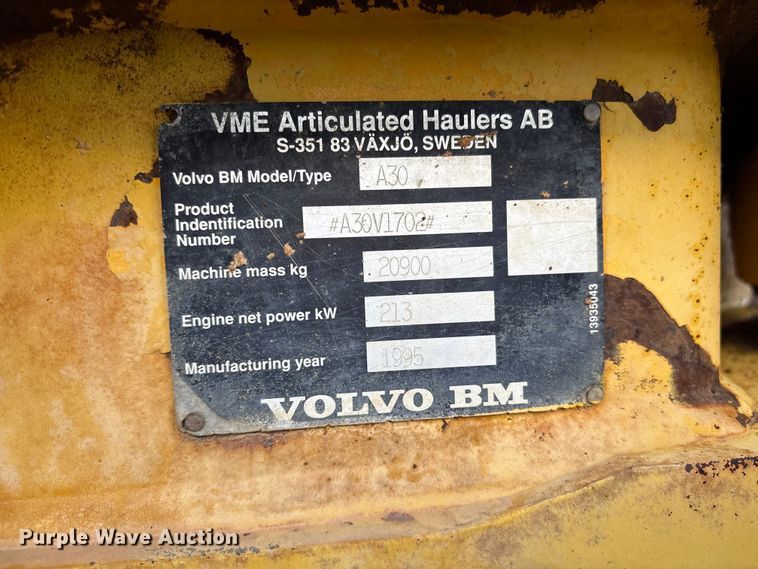 VME Articulated Haulers AB
S-351 83 VÄXJÖ, SWEDEN
Volvo BM Model/Type A30
Product
Indentification
Number #A30V1702#
Machine mass kg 20900
Engine net power kW 213
Manufacturing year 1995
VOLVO BM
13935043
Purple Wave Auction